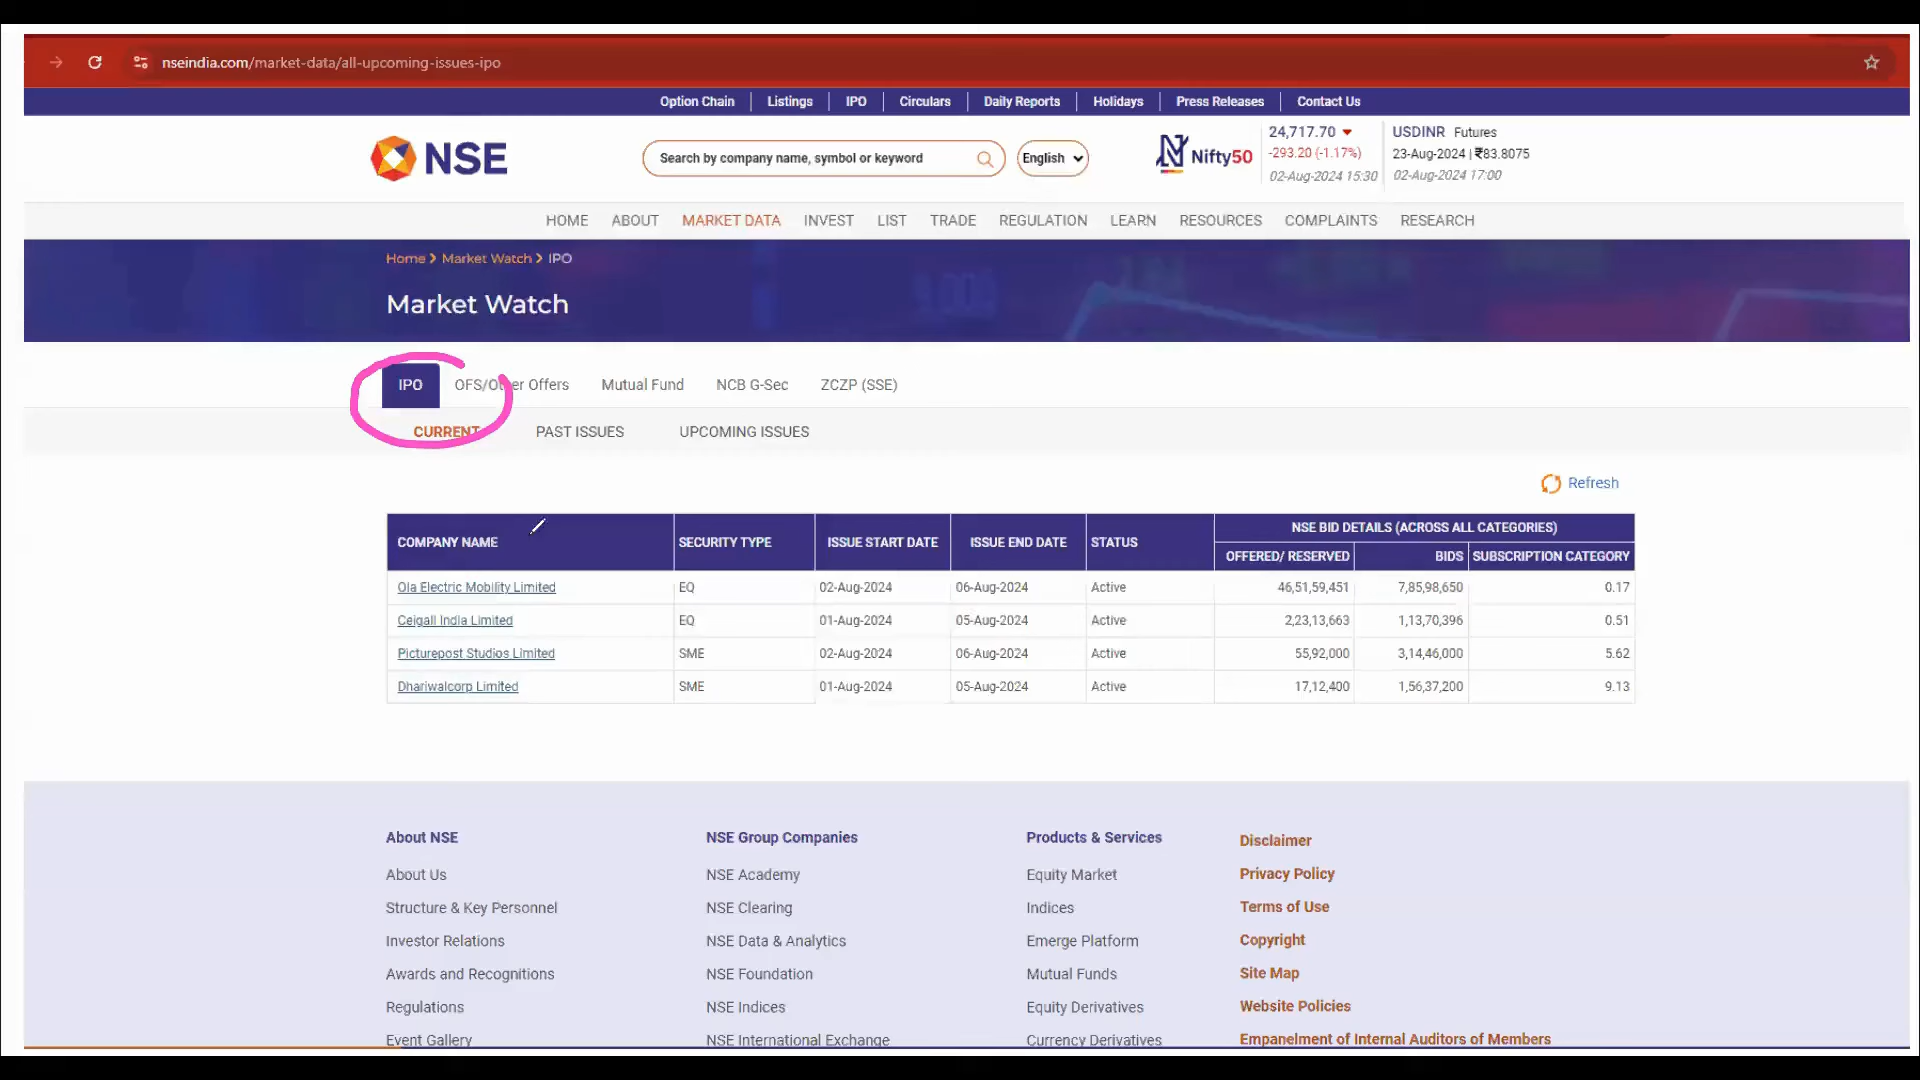 nseindia.com/market-data/all-upcoming-issues-ipo
Option Chain Listings IPO Circulars Daily Reports Holidays Press Releases Contact Us
NSE
Search by company name, symbol or keyword
English
Nifty50
24,717.70
-293.20 (-1.17%)
02-Aug-2024 15:30
USDINR Futures
23-Aug-2024 | ₹83.8075
02-Aug-2024 17:00
HOME ABOUT MARKET DATA INVEST LIST TRADE REGULATION LEARN RESOURCES COMPLAINTS RESEARCH
Home > Market Watch > IPO
Market Watch
IPO OFS/Other Offers Mutual Fund NCB G-Sec ZCZP (SSE)
CURRENT PAST ISSUES UPCOMING ISSUES
Refresh
COMPANY NAME SECURITY TYPE ISSUE START DATE ISSUE END DATE STATUS NSE BID DETAILS (ACROSS ALL CATEGORIES)
OFFERED/ RESERVED BIDS SUBSCRIPTION CATEGORY
Ola Electric Mobility Limited EQ 02-Aug-2024 06-Aug-2024 Active 46,51,59,451 7,85,98,650 0.17
Ceigall India Limited EQ 01-Aug-2024 05-Aug-2024 Active 2,23,13,663 1,13,70,396 0.51
Picturepost Studios Limited SME 02-Aug-2024 06-Aug-2024 Active 55,92,000 3,14,46,000 5.62
Dhariwalcorp Limited SME 01-Aug-2024 05-Aug-2024 Active 17,12,400 1,56,37,200 9.13
About NSE
About Us
Structure & Key Personnel
Investor Relations
Awards and Recognitions
Regulations
Event Gallery
NSE Group Companies
NSE Academy
NSE Clearing
NSE Data & Analytics
NSE Foundation
NSE Indices
NSE International Exchange
Products & Services
Equity Market
Indices
Emerge Platform
Mutual Funds
Equity Derivatives
Currency Derivatives
Disclaimer
Privacy Policy
Terms of Use
Copyright
Site Map
Website Policies
Empanelment of Internal Auditors of Members